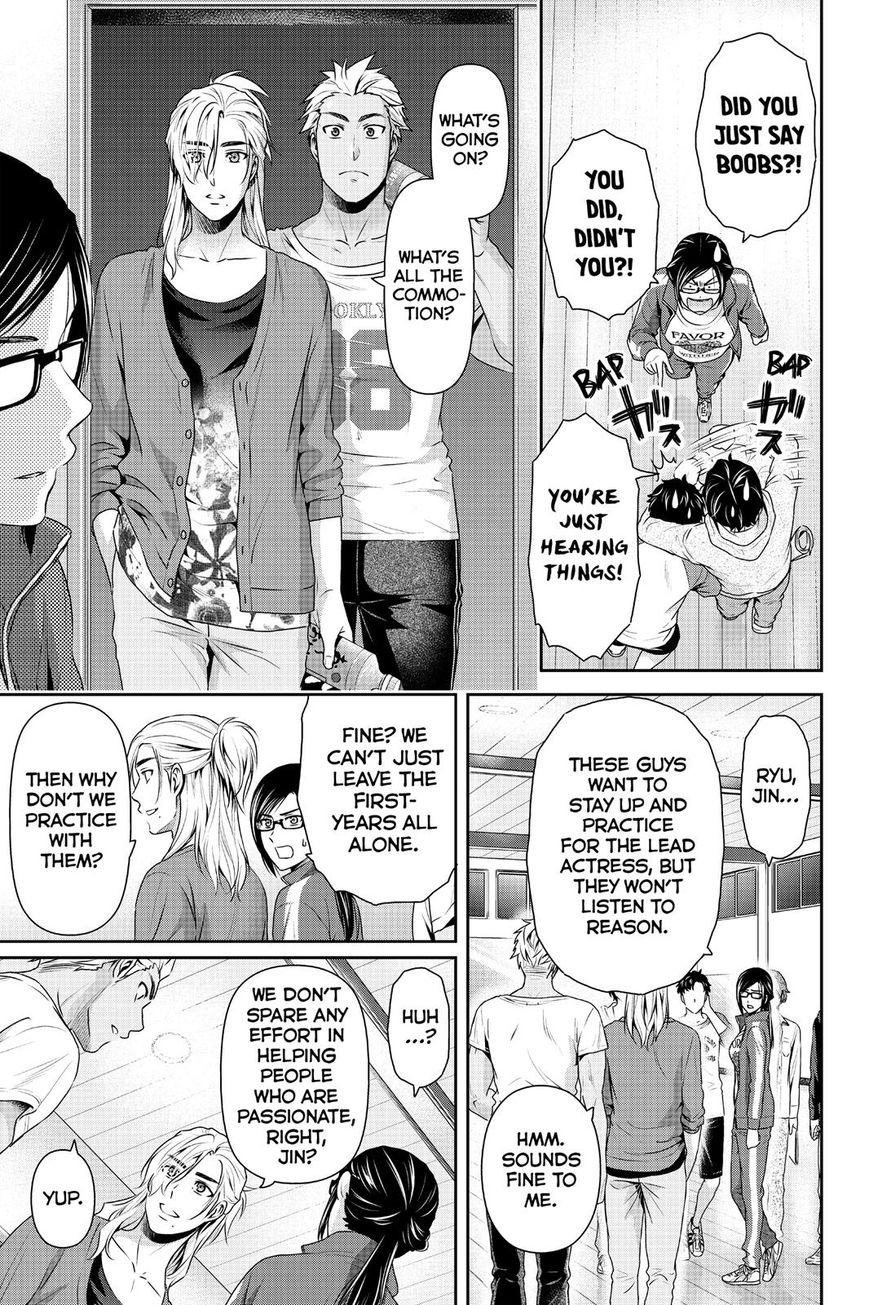 DID YOU
JUST SAY
BOOBS?!
YOU
DID,
DIDN'T
YOU?!
FAVOR
BAP
ガス
BAP
ガス
YOU'RE
JUST
HEARING
THINGS!
WHAT'S
GOING
ON?
WHAT'S
ALL THE
COMMO-
TION?
OKLY
RYU,
JIN...
THESE GUYS
WANT TO
STAY UP AND
PRACTICE
FOR THE LEAD
ACTRESS, BUT
THEY WON'T
LISTEN TO
REASON.
HMM.
SOUNDS
FINE TO
ME.
FINE? WE
CAN'T JUST
LEAVE THE
FIRST-
YEARS ALL
ALONE.
THEN WHY
DON'T WE
PRACTICE
WITH
THEM?
HUH
...?
WE DON'T
SPARE ANY
EFFORT IN
HELPING
PEOPLE
WHO ARE
PASSIONATE,
RIGHT,
JIN?
YUP.